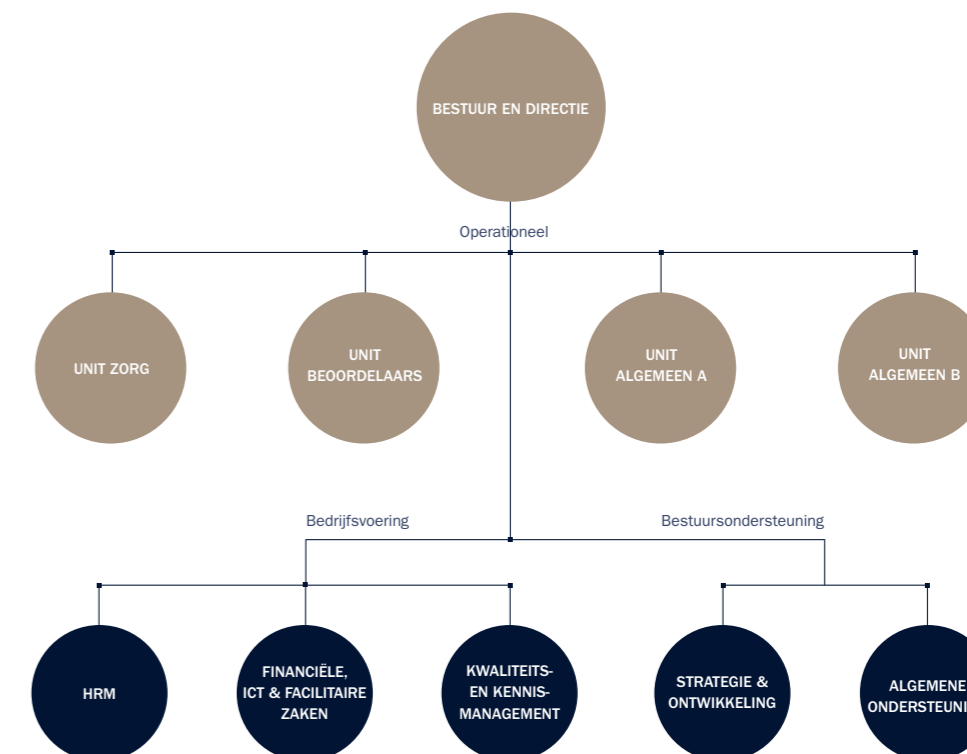 BESTUUR EN DIRECTIE
Operationeel
UNIT ZORG
UNIT
BEOORDELAARS
UNIT
ALGEMEEN A
UNIT
ALGEMEEN B
Bedrijfsvoering
Bestuursondersteuning
HRM
FINANCIËLE,
ICT & FACILITAIRE
ZAKEN
KWALITEITS-
EN KENNIS-
MANAGEMENT
STRATEGIE &
ONTWIKKELING
ALGEMENE